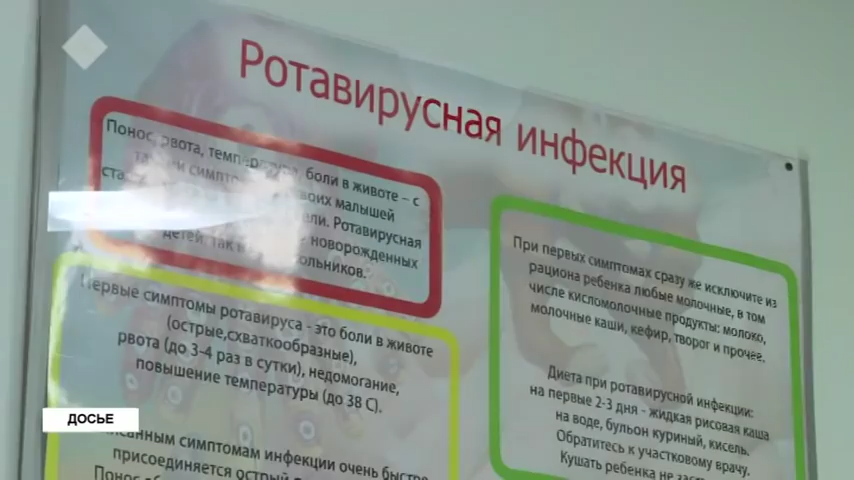 Ротавирусная инфекция
Понос, рвота, температура, боли в животе – с
своих малышей
Ротавирусная
детей, так новорожденных
Первые симптомы ротавируса - это боли в животе
(острые,схваткообразные),
рвота (до 3-4 раз в сутки), недомогание,
повышение температуры (до 38 С).
симптомам инфекции очень быстро
присоединяется острый
Понос
При первых симптомах сразу же исключите из
рациона ребенка любые молочные, в том
числе кисломолочные продукты: молоко,
молочные каши, кефир, творог и прочее.
Диета при ротавирусной инфекции:
на первые 2-3 дня - жидкая рисовая каша
на воде, бульон куриный, кисель.
Обратитесь к участковому врачу.
Кушать ребенка не
ДОСЬЕ